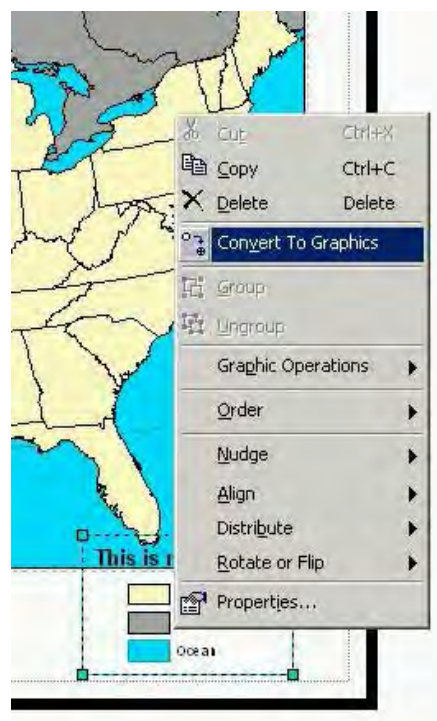 Cut Ctrl+X
Copy Ctrl+C
Delete Delete
Convert To Graphics
Group
Ungroup
Graphic Operations
Order
Nudge
Align
Distribute
Rotate or Flip
Properties...
This is
Ocean